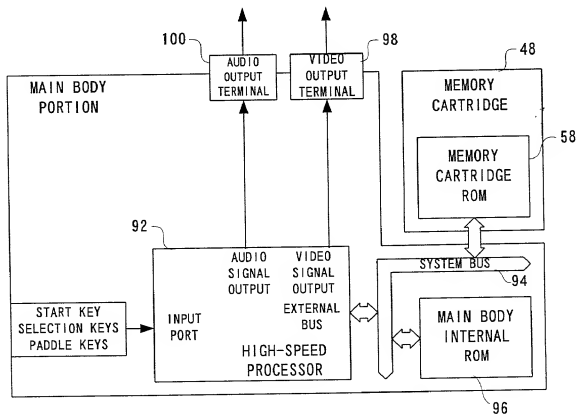 100
AUDIO
OUTPUT
TERMINAL
VIDEO
OUTPUT
TERMINAL
98
48
MAIN BODY
PORTION
MEMORY
CARTRIDGE
58
MEMORY
CARTRIDGE
ROM
92
AUDIO
SIGNAL
OUTPUT
VIDEO
SIGNAL
OUTPUT
SYSTEM BUS
94
START KEY
SELECTION KEYS
PADDLE KEYS
INPUT
PORT
EXTERNAL
BUS
HIGH-SPEED
PROCESSOR
MAIN BODY
INTERNAL
ROM
96